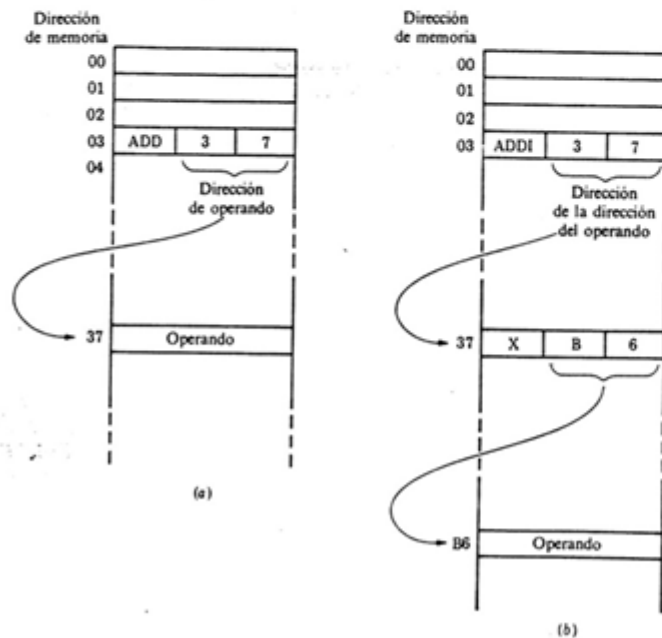 Dirección
de memoria
00
01
02
03 ADD 3 7
04
Dirección
de operando
37 Operando
(a)
Dirección
de memoria
00
01
02
03 ADDI 3 7
Dirección
de la dirección
del operando
37 X B 6
B6 Operando
(b)